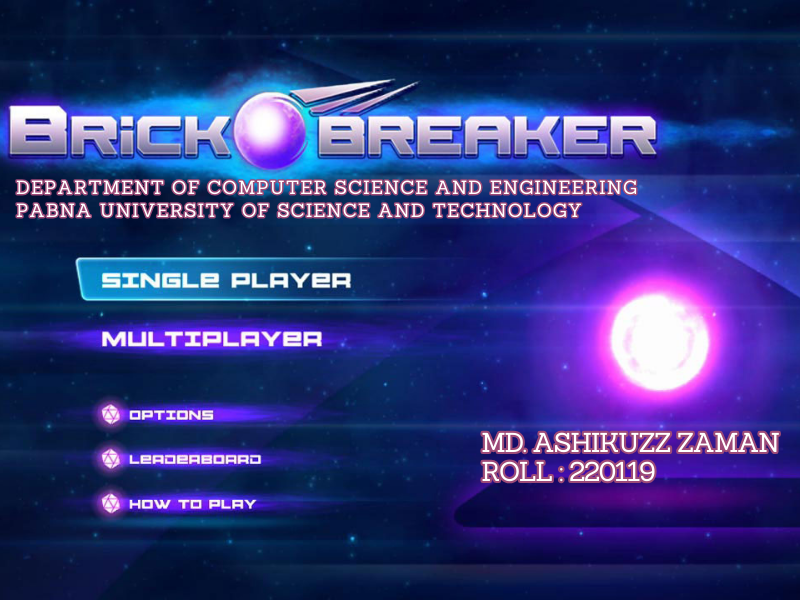 BRiCK BREAKER
DEPARTMENT OF COMPUTER SCIENCE AND ENGINEERING
PABNA UNIVERSITY OF SCIENCE AND TECHNOLOGY
SINGLE PLAYER
MULTIPLAYER
OPTIONS
LEADERBOARD
HOW TO PLAY
MD. ASHIKUZZ ZAMAN
ROLL : 220119